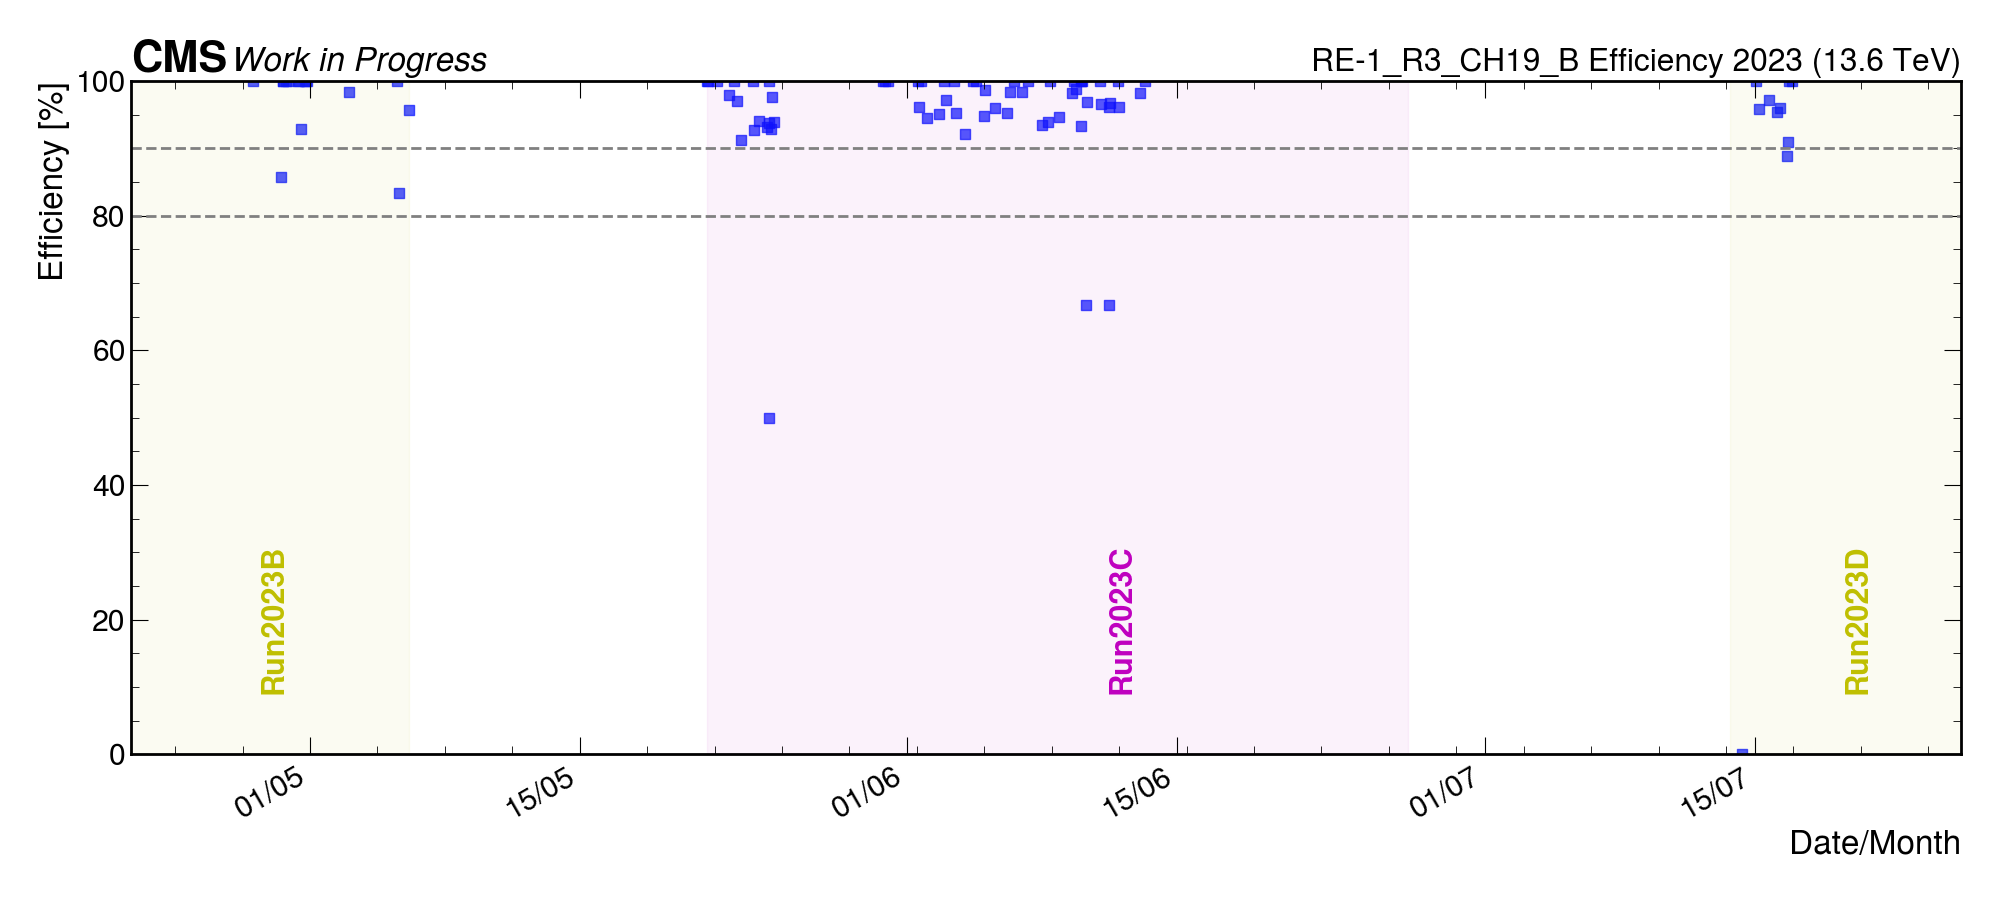 CMS Work in Progress
RE-1_R3_CH19_B Efficiency 2023 (13.6 TeV)
Efficiency [%]
100
80
60
40
20
0
Run2023B
Run2023C
Run2023D
01/05
15/05
01/06
15/06
01/07
15/07
Date/Month